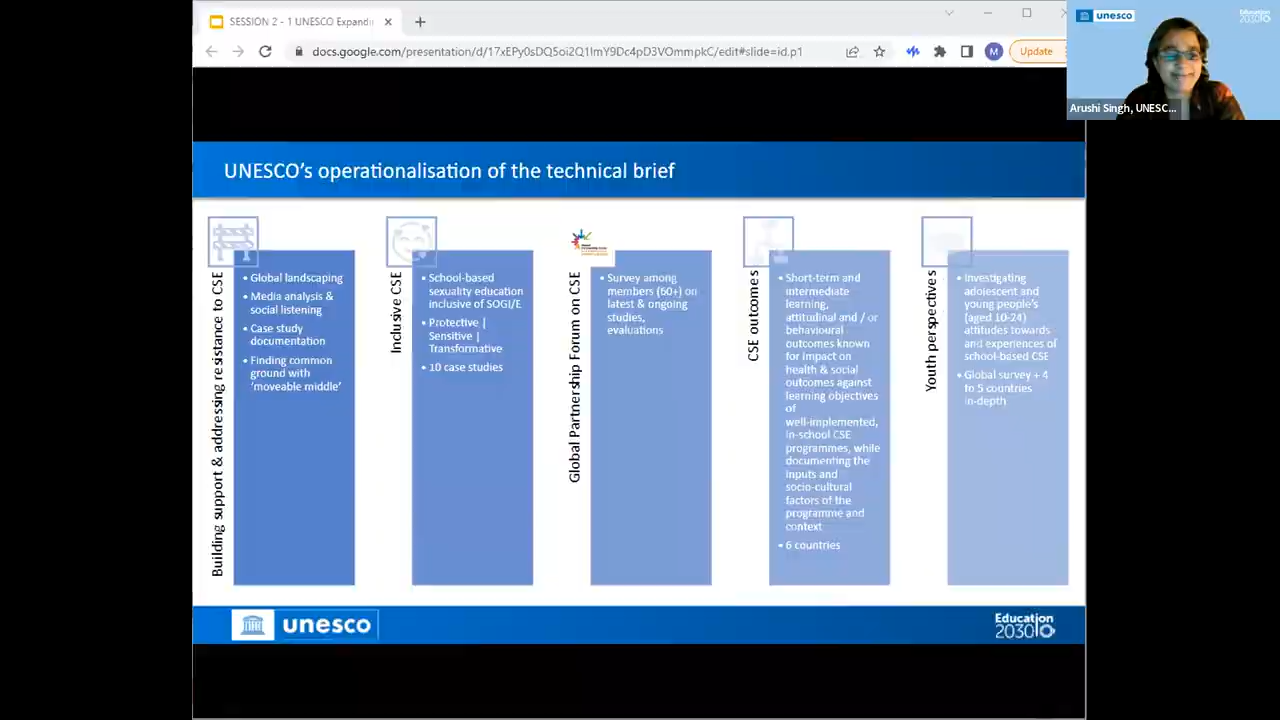 SESSION 2 - 1 UNESCO Expandi
docs.google.com/presentation/d/17xEPy0sDQ5oi2Q1lmY9Dc4pD3VOmmpkC/edit#slide=id.p1
M
Update
unesco
Education
2030
Arushi Singh, UNESC...
UNESCO's operationalisation of the technical brief
Building support & addressing resistance to CSE
• Global landscaping
• Media analysis &
social listening
• Case study
documentation
• Finding common
ground with
'moveable middle'
Inclusive CSE
• School-based
sexuality education
inclusive of SOGI/E
• Protective |
Sensitive |
Transformative
• 10 case studies
Global Partnership Forum on CSE
• Survey among
members (60+) on
latest & ongoing
studies,
evaluations
CSE outcomes
• Short-term and
intermediate
learning,
attitudinal and / or
behavioural
outcomes known
for impact on
health & social
outcomes against
learning objectives
of
well-implemented,
in-school CSE
programmes, while
documenting the
inputs and
socio-cultural
factors of the
programme and
context
• 6 countries
Youth perspectives
• Investigating
adolescent and
young people's
(aged 10-24)
attitudes towards
and experiences of
school-based CSE
• Global survey + 4
to 5 countries
in-depth
unesco
Education
2030